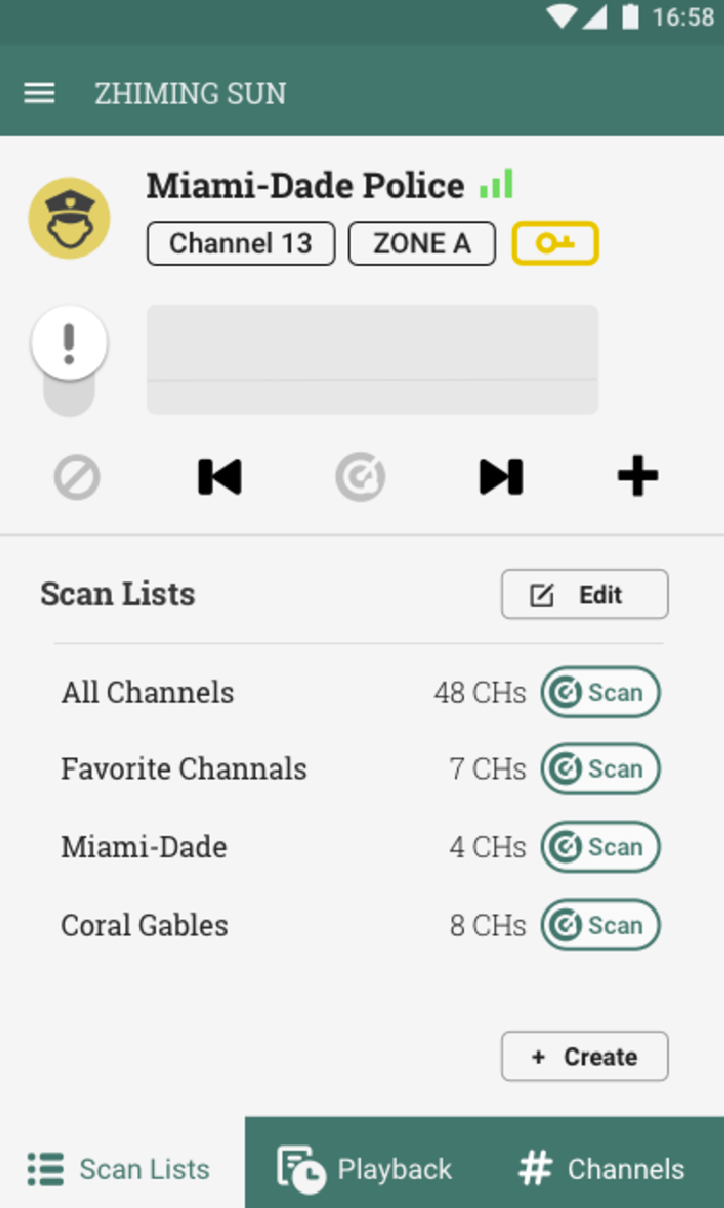 16:58
ZHIMING SUN
Miami-Dade Police
Channel 13 ZONE A
!
Scan Lists Edit
All Channels 48 CHs Scan
Favorite Channals 7 CHs Scan
Miami-Dade 4 CHs Scan
Coral Gables 8 CHs Scan
+ Create
Scan Lists Playback # Channels